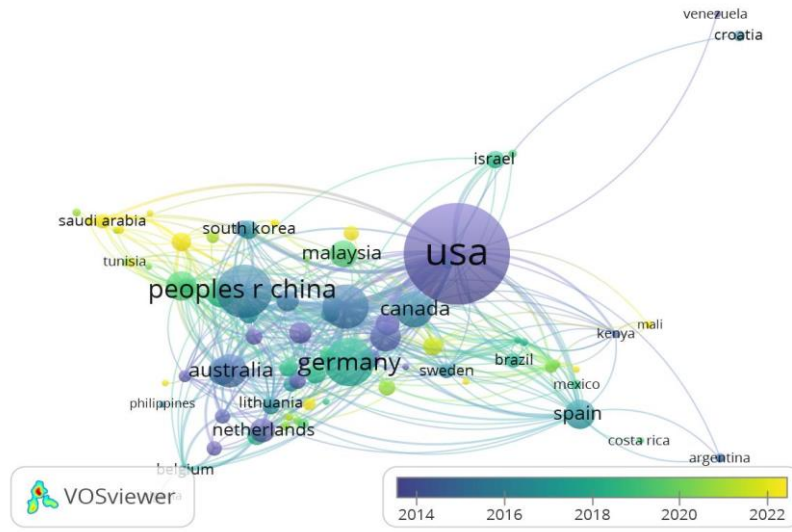 venezuela
croatia
israel
saudi arabia
south korea
malaysia
usa
tunisia
peoples r china
canada
mali
kenya
germany
australia
sweden
brazil
mexico
philippines
lithuania
spain
netherlands
costa rica
argentina
belgium
VOSviewer
2014 2016 2018 2020 2022